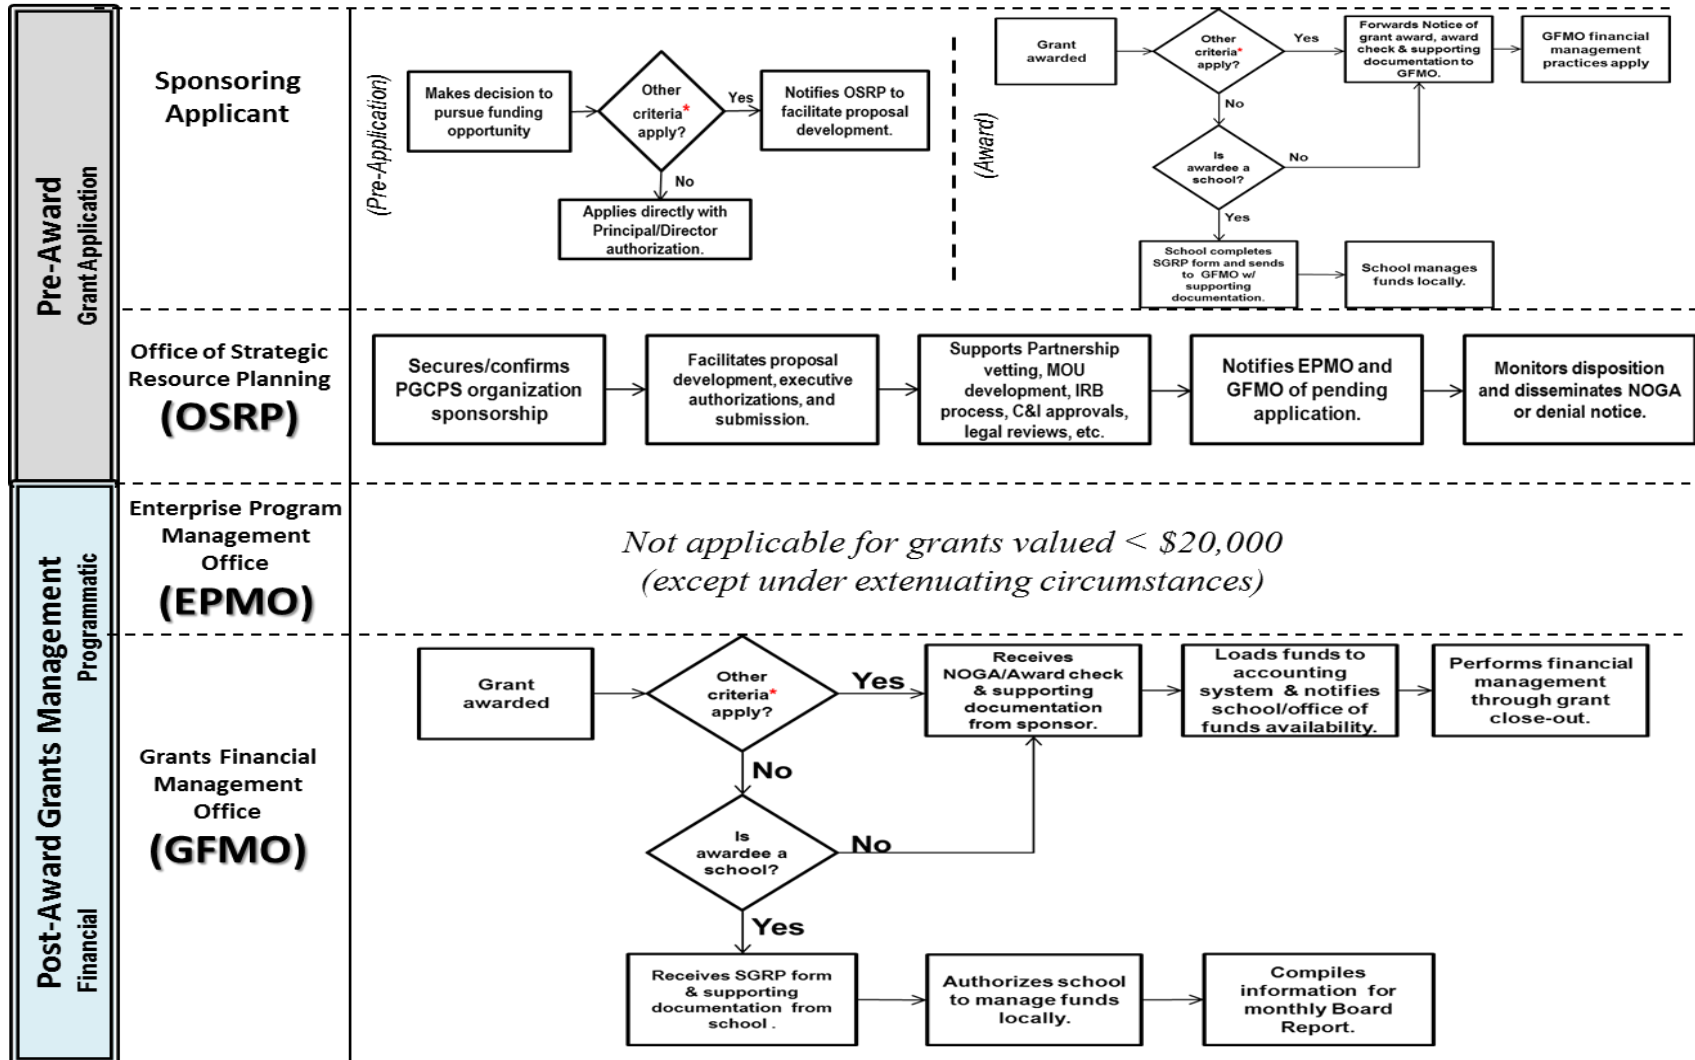 Pre-Award
Grant Application
Sponsoring
Applicant
(Pre-Application)
Makes decision to
pursue funding
opportunity
Other
criteria*
apply?
Yes
Notifies OSRP to
facilitate proposal
development.
No
Applies directly with
Principal/Director
authorization.
(Award)
Grant
awarded
Other
criteria*
apply?
Yes
Forwards Notice of
grant award, award
check & supporting
documentation to
GFMO.
GFMO financial
management
practices apply
No
Is
awardee a
school?
No
Yes
School completes
SGRP form and sends
to GFMO w/
supporting
documentation.
School manages
funds locally.
Office of Strategic
Resource Planning
(OSRP)
Secures/confirms
PGCPS organization
sponsorship
Facilitates proposal
development, executive
authorizations, and
submission.
Supports Partnership
vetting, MOU
development, IRB
process, C&I approvals,
legal reviews, etc.
Notifies EPMO and
GFMO of pending
application.
Monitors disposition
and disseminates NOGA
or denial notice.
Post-Award Grants Management
Programmatic
Financial
Enterprise Program
Management
Office
(EPMO)
Not applicable for grants valued < $20,000
(except under extenuating circumstances)
Grants Financial
Management
Office
(GFMO)
Grant
awarded
Other
criteria*
apply?
Yes
Receives
NOGA/Award check
& supporting
documentation
from sponsor.
Loads funds to
accounting
system & notifies
school/office of
funds availability.
Performs financial
management
through grant
close-out.
No
Is
awardee a
school?
No
Yes
Receives SGRP form
& supporting
documentation from
school .
Authorizes school
to manage funds
locally.
Compiles
information for
monthly Board
Report.